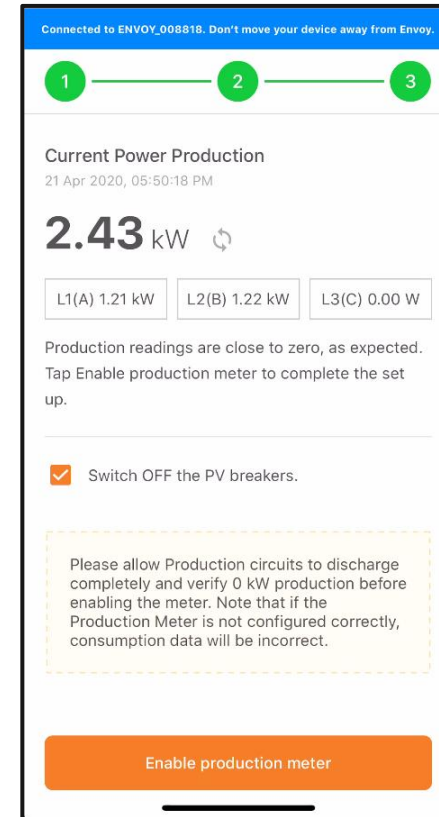 Connected to ENVOY_008818. Don't move your device away from Envoy.
1 2 3
Current Power Production
21 Apr 2020, 05:50:18 PM
2.43 kW
L1(A) 1.21 kW L2(B) 1.22 kW L3(C) 0.00 W
Production readings are close to zero, as expected.
Tap Enable production meter to complete the set
up.
Switch OFF the PV breakers.
Please allow Production circuits to discharge
completely and verify 0 kW production before
enabling the meter. Note that if the
Production Meter is not configured correctly,
consumption data will be incorrect.
Enable production meter